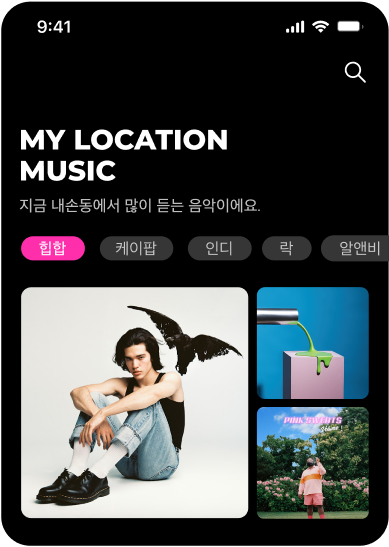 9:41
MY LOCATION
MUSIC
지금 내손동에서 많이 듣는 음악이에요.
힙합 케이팝 인디 락 알앤비
PINK SWEAT$